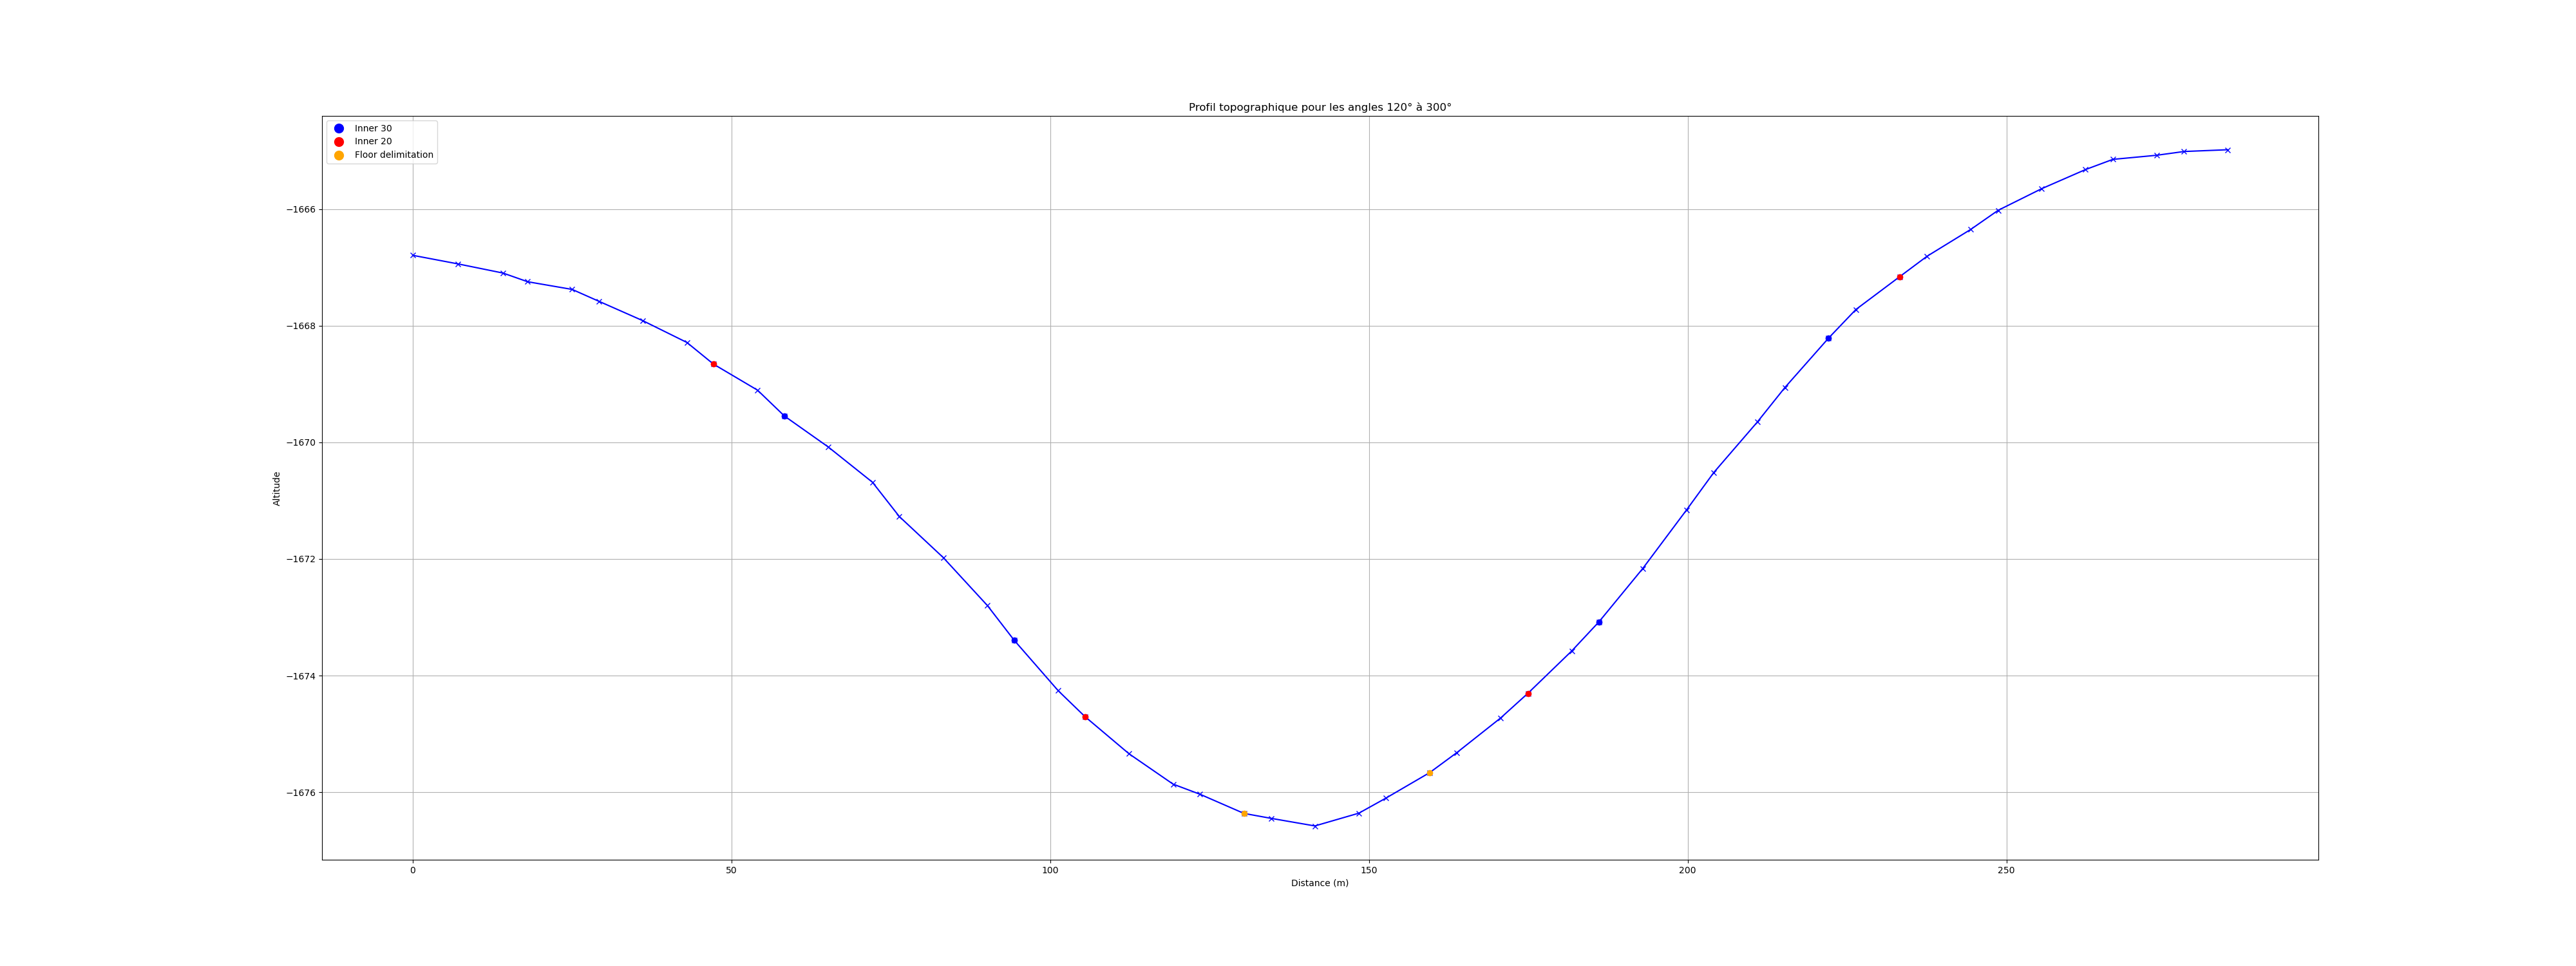 Profil topographique pour les angles 120° à 300°
Inner 30
Inner 20
Floor delimitation
Altitude
−1666
−1668
−1670
−1672
−1674
−1676
0
50
100
150
200
250
Distance (m)